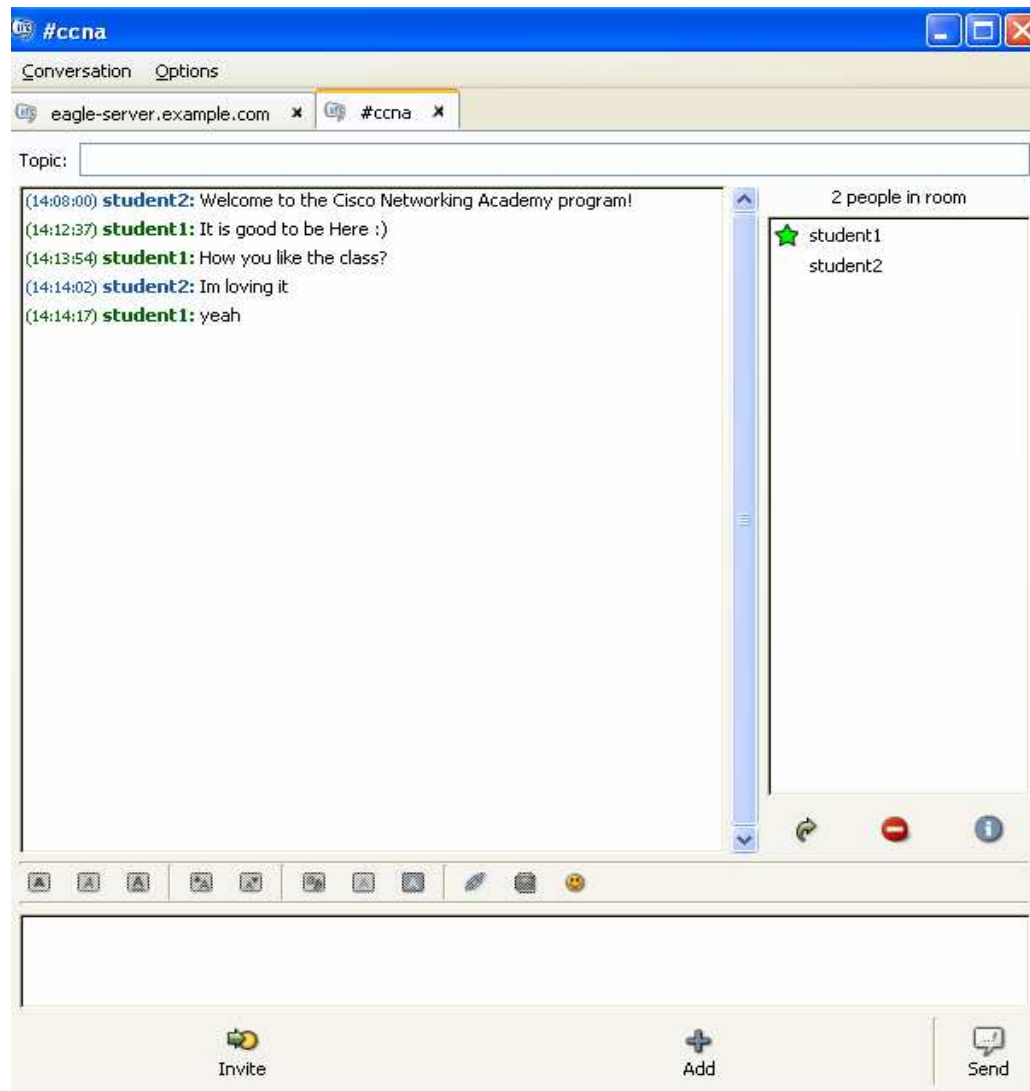 #ccna
Conversation Options
eagle-server.example.com #ccna
Topic:
(14:08:00) student2: Welcome to the Cisco Networking Academy program!
(14:12:37) student1: It is good to be Here :)
(14:13:54) student1: How you like the class?
(14:14:02) student2: Im loving it
(14:14:17) student1: yeah
2 people in room
student1
student2
Invite
Add
Send